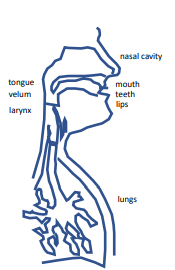 nasal cavity
tongue
velum
larynx
mouth
teeth
lips
lungs